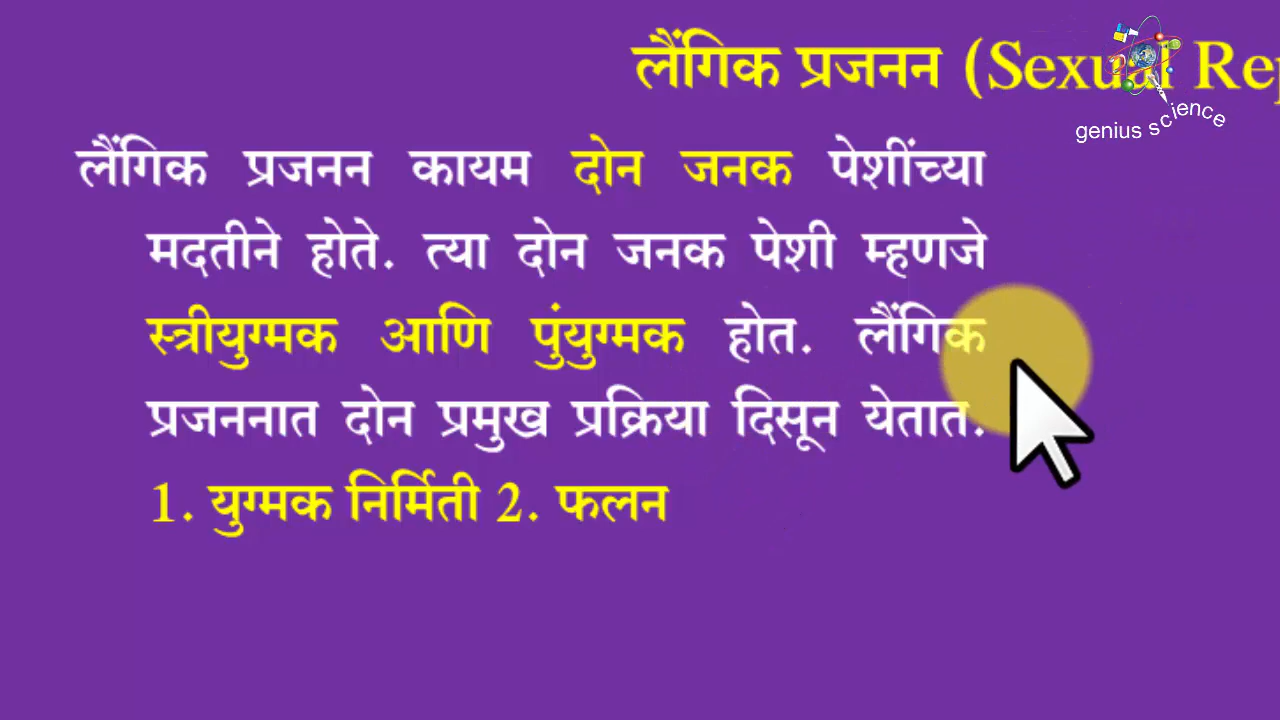 लैंगिक प्रजनन (Sexual Rep
genius science
लैंगिक प्रजनन कायम दोन जनक पेशींच्या
मदतीने होते. त्या दोन जनक पेशी म्हणजे
स्त्रीयुग्मक आणि पुंयुग्मक होत. लैंगिक
प्रजननात दोन प्रमुख प्रक्रिया दिसून येतात.
1. युग्मक निर्मिती 2. फलन